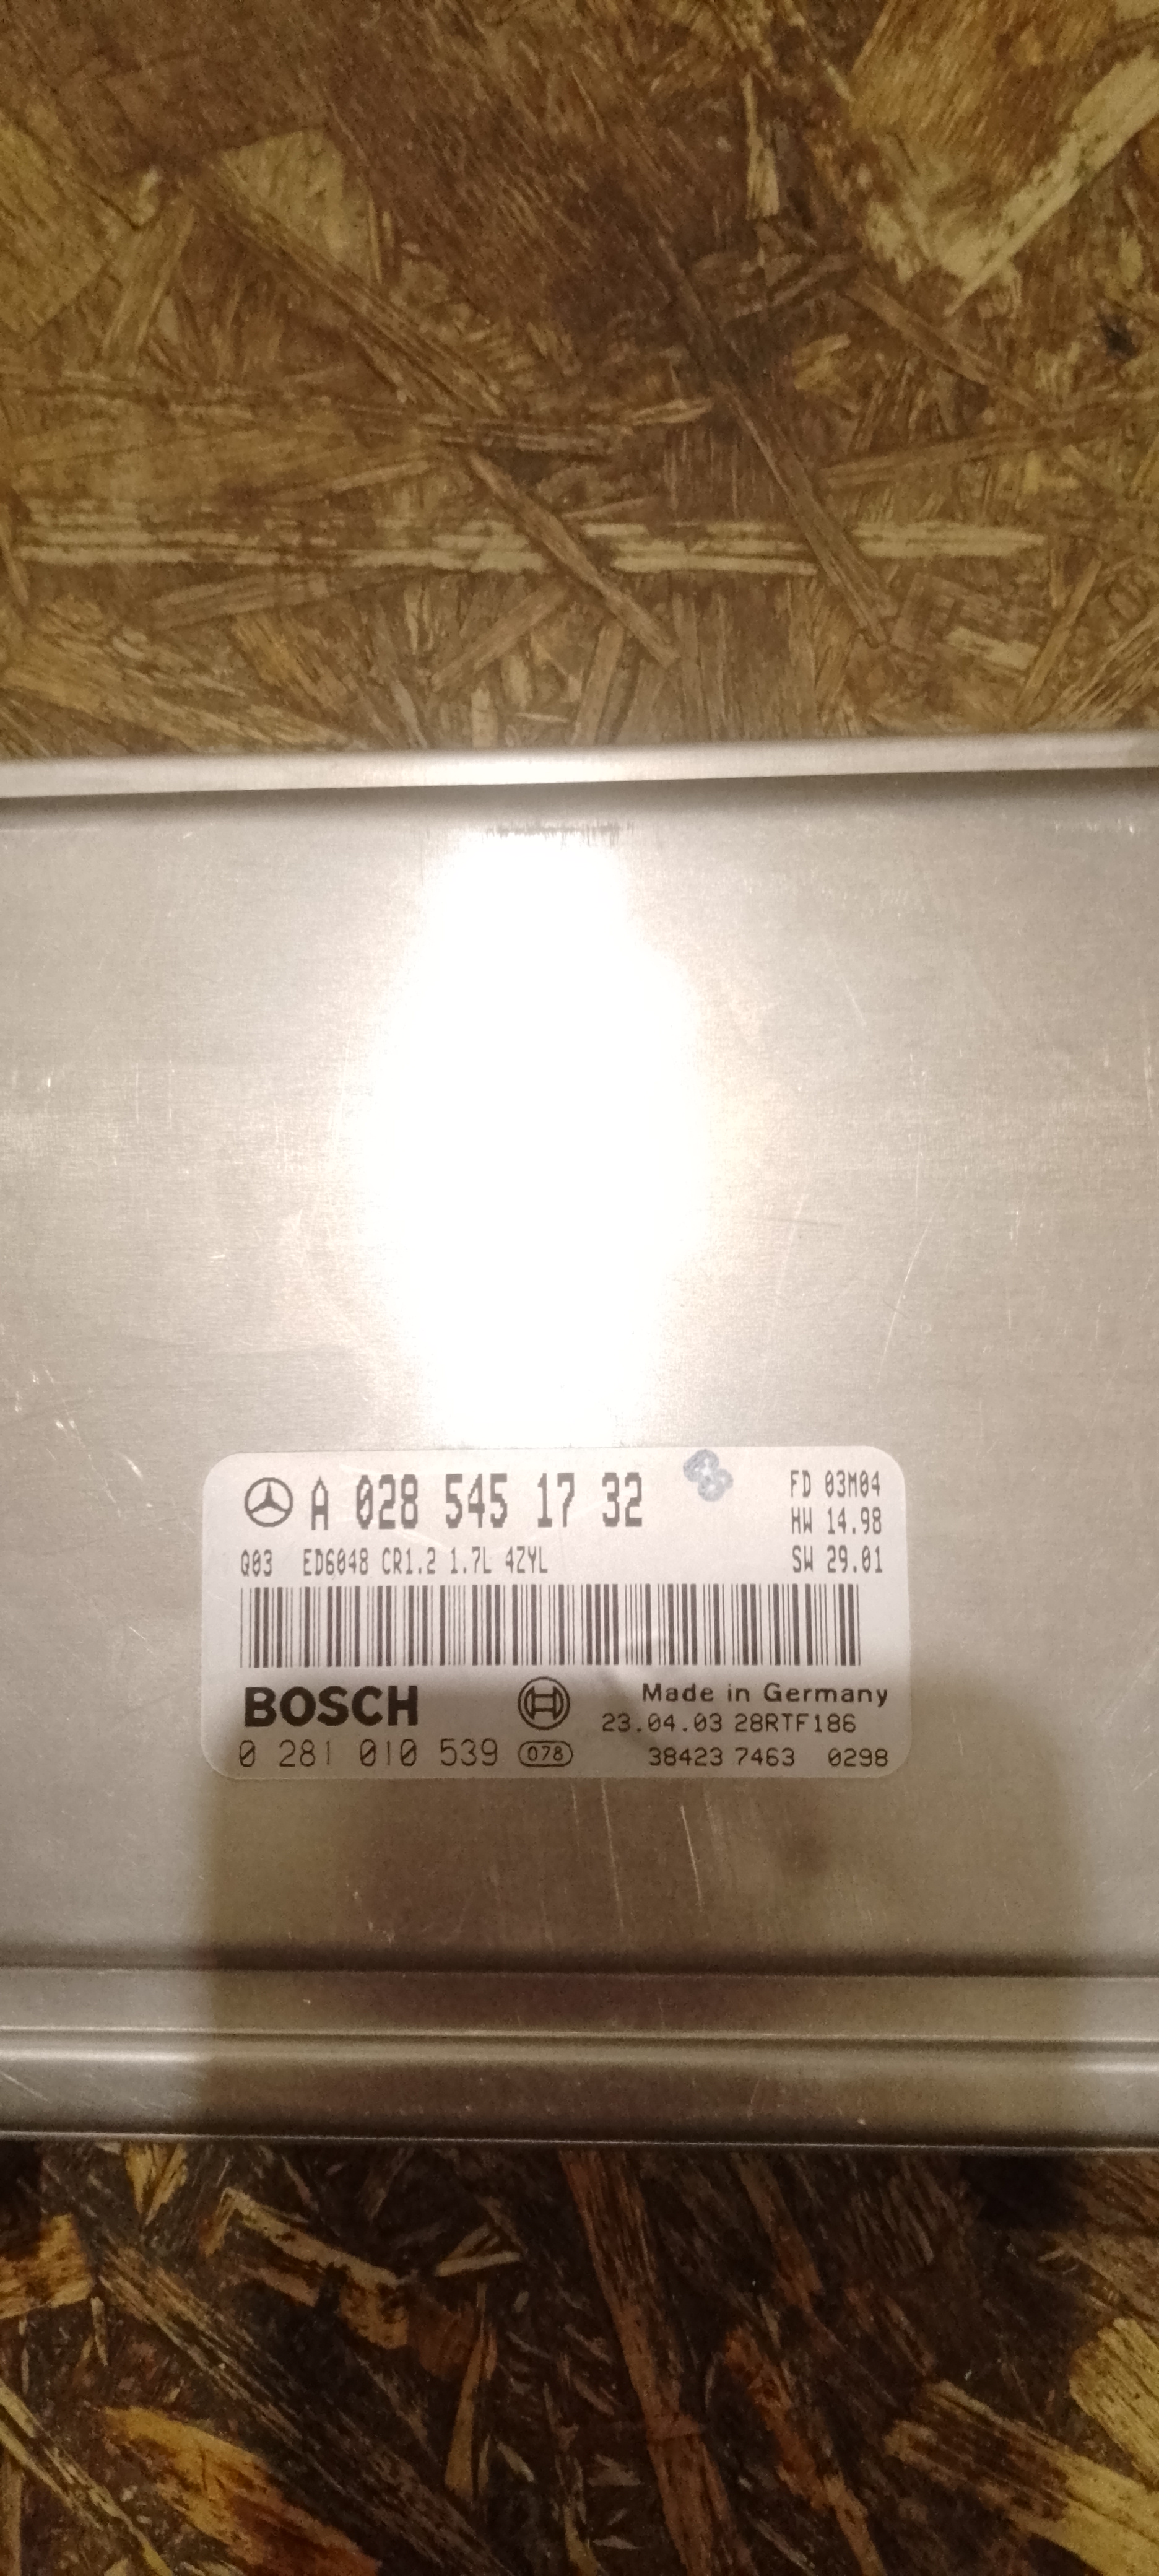 A 028 545 17 32
FD 03M04
HW 14.98
Q03 ED6048 CR1.2 1.7L 4ZYL
SW 29.01
BOSCH
Made in Germany
23.04.03 28RTF186
0 281 010 539 078
38423 7463 0298